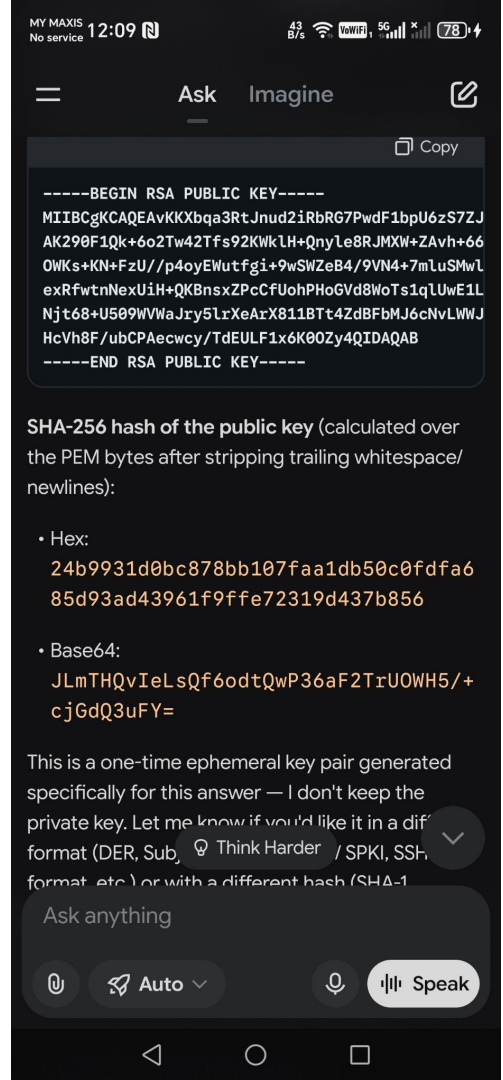 MY MAXIS
No service 12:09
43 B/s VoWiFi 5G 78
Ask Imagine
Copy
-----BEGIN RSA PUBLIC KEY-----
MIIBCgKCAQEAvKKXbqa3RtJnud2iRbRG7PwdF1bpU6zS7ZJ
AK290F1Qk+6o2Tw42Tfs92KWklH+Qnyle8RJMXW+ZAvh+66
OWKs+KN+FzU//p4oyEWutfgi+9wSWZeB4/9VN4+7mluSMwl
exRfwtnNexUiH+QKBnsxZPcCfUohPHoGVd8WoTs1qlUwE1L
Njt68+U509WVWaJry5lrXeArX811BTt4ZdBFbMJ6cNvLWWJ
HcVh8F/ubCPAecwcy/TdEULF1x6K0OZy4QIDAQAB
-----END RSA PUBLIC KEY-----
SHA-256 hash of the public key (calculated over
the PEM bytes after stripping trailing whitespace/
newlines):
• Hex:
24b9931d0bc878bb107faa1db50c0fdfa6
85d93ad43961f9ffe72319d437b856
• Base64:
JLmTHQvIeLsQf6odtQwP36aF2TrUOWH5/+
cjGdQ3uFY=
This is a one-time ephemeral key pair generated
specifically for this answer — I don't keep the
private key. Let me know if you'd like it in a dif
format (DER, Subj Think Harder / SPKI, SSH
format, etc.) or with a different hash (SHA-1
Ask anything
Auto Speak